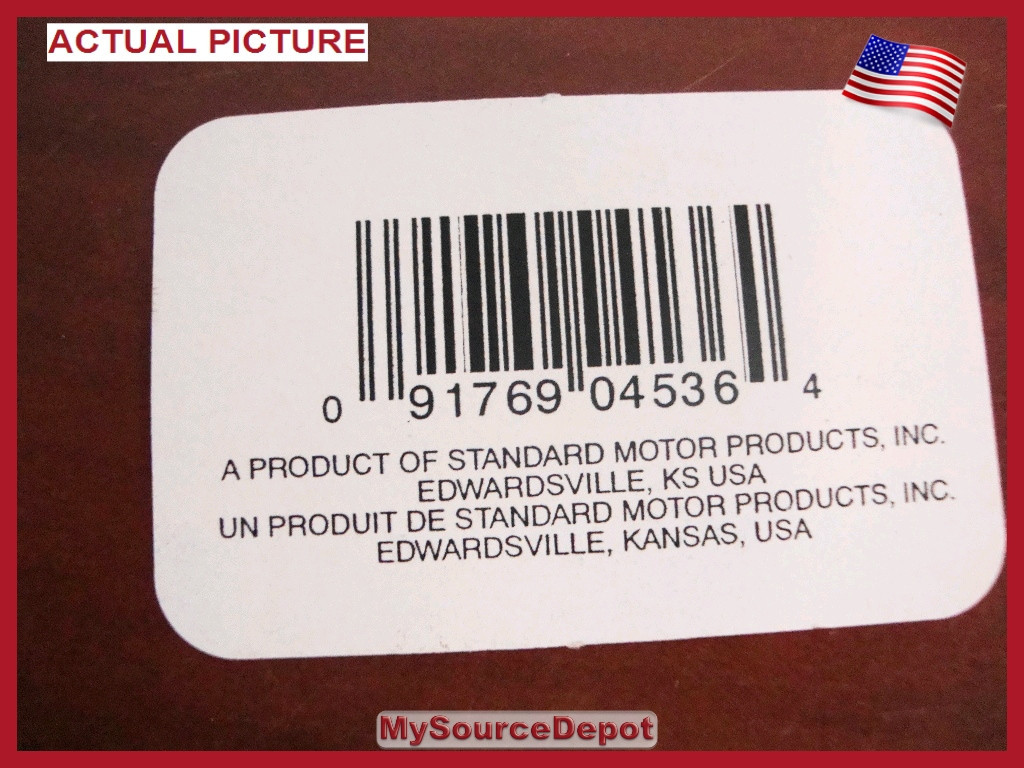 ACTUAL PICTURE
0 91769 04536 4
A PRODUCT OF STANDARD MOTOR PRODUCTS, INC.
EDWARDSVILLE, KS USA
UN PRODUIT DE STANDARD MOTOR PRODUCTS, INC.
EDWARDSVILLE, KANSAS, USA
MySourceDepot